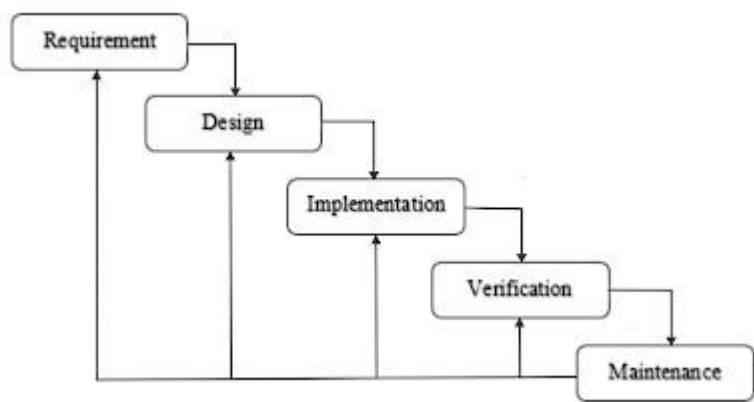 Requirement
Design
Implementation
Verification
Maintenance